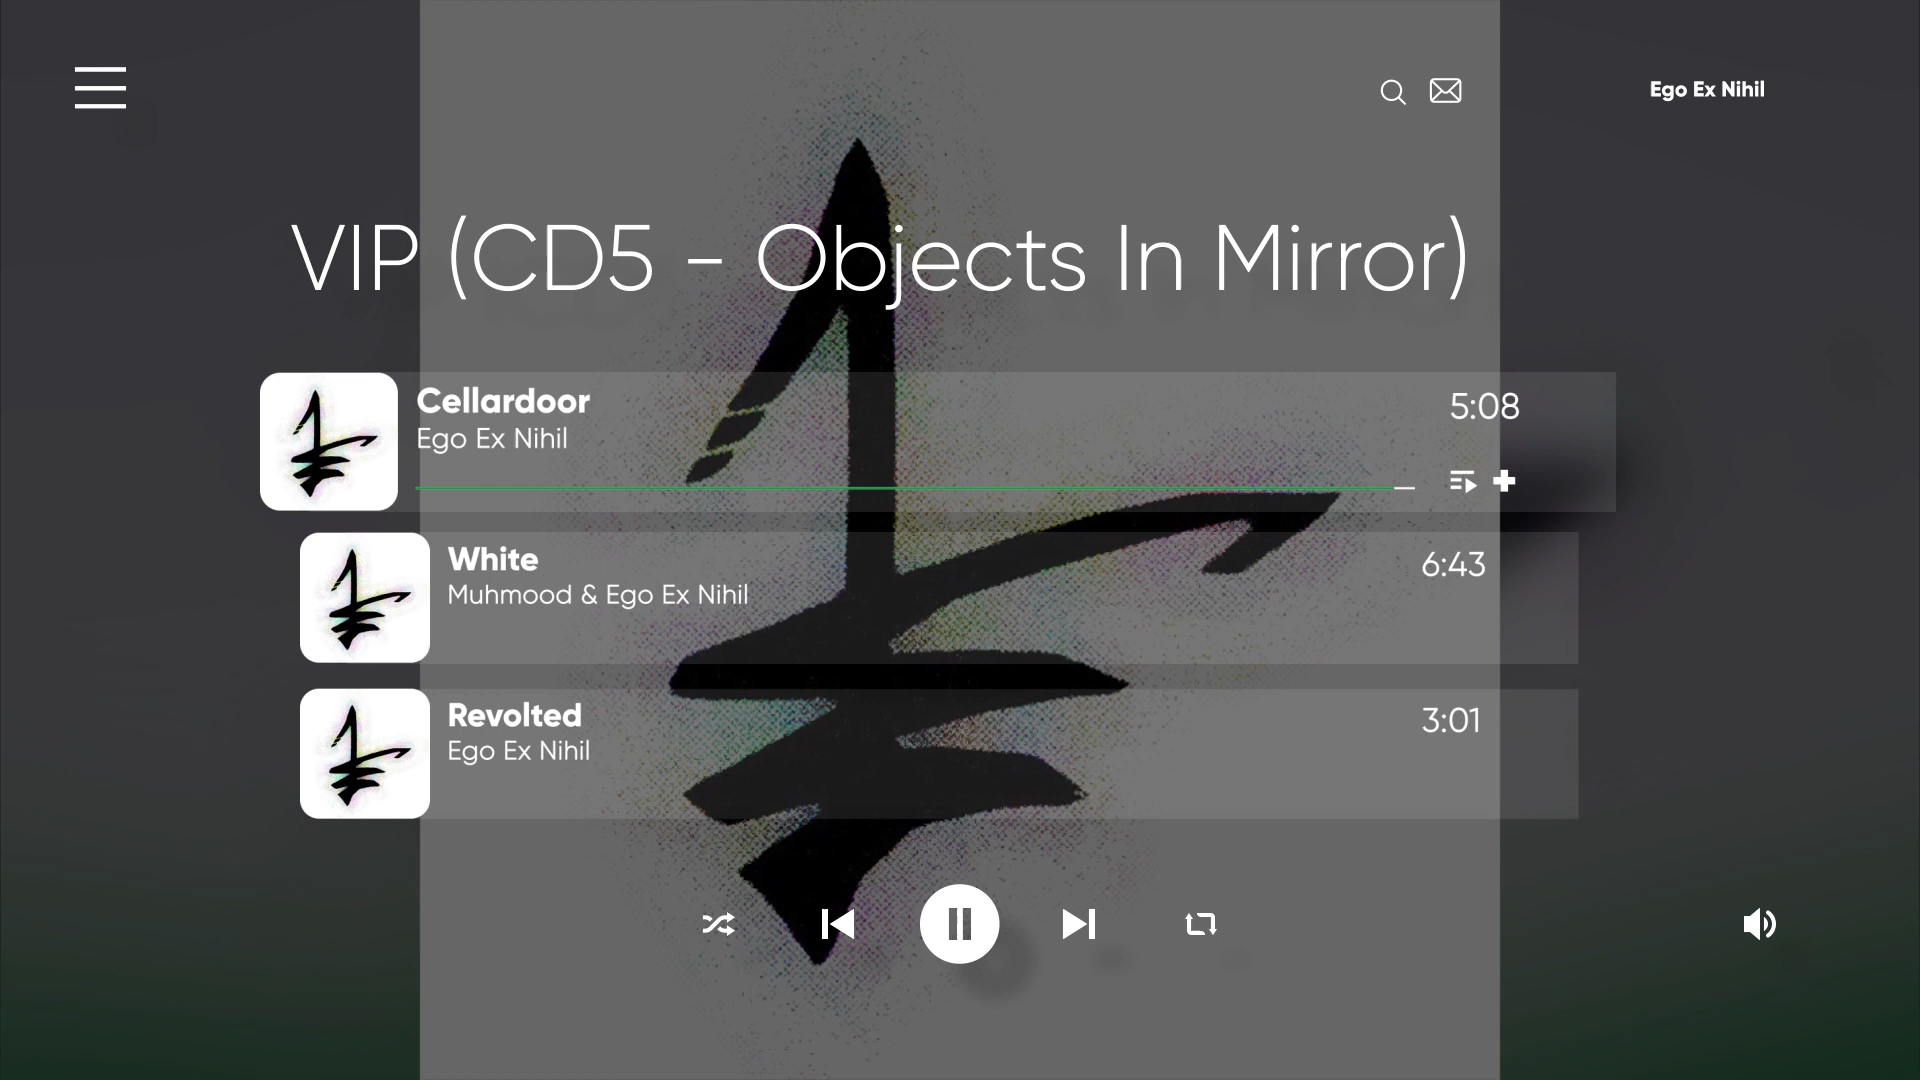 Ego Ex Nihil
VIP (CD5 - Objects In Mirror)
Cellardoor
Ego Ex Nihil
5:08
White
Muhmood & Ego Ex Nihil
6:43
Revolted
Ego Ex Nihil
3:01